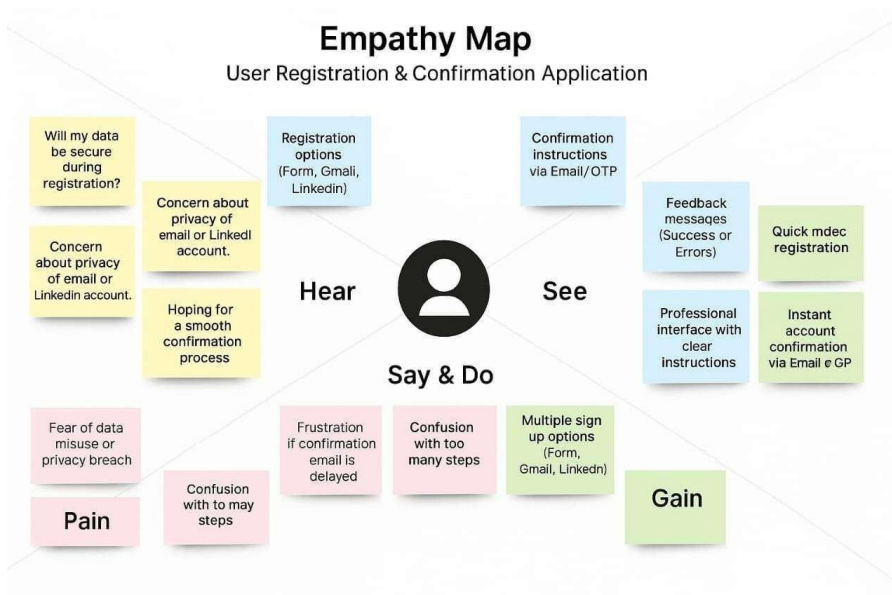 Empathy Map
User Registration & Confirmation Application
Will my data
be secure
during
registration?
Concern about
privacy of
email or LinkedI
account.
Concern
about privacy
of email or
Linkedin account.
Hoping for
a smooth
confirmation
process
Registration
options
(Form, Gmali,
Linkedin)
Confirmation
instructions
via Email/OTP
Feedback
messaqes
(Success or
Errors)
Quick mdec
registration
Professional
interface with
clear
instructions
Instant
account
confirmation
via Email e GP
Hear
See
Say & Do
Fear of data
misuse or
privacy breach
Pain
Confusion
with to may
steps
Frustration
if confirmation
email is
delayed
Confusion
with too
many steps
Multiple sign
up options
(Form,
Gmail, Linkedn)
Gain